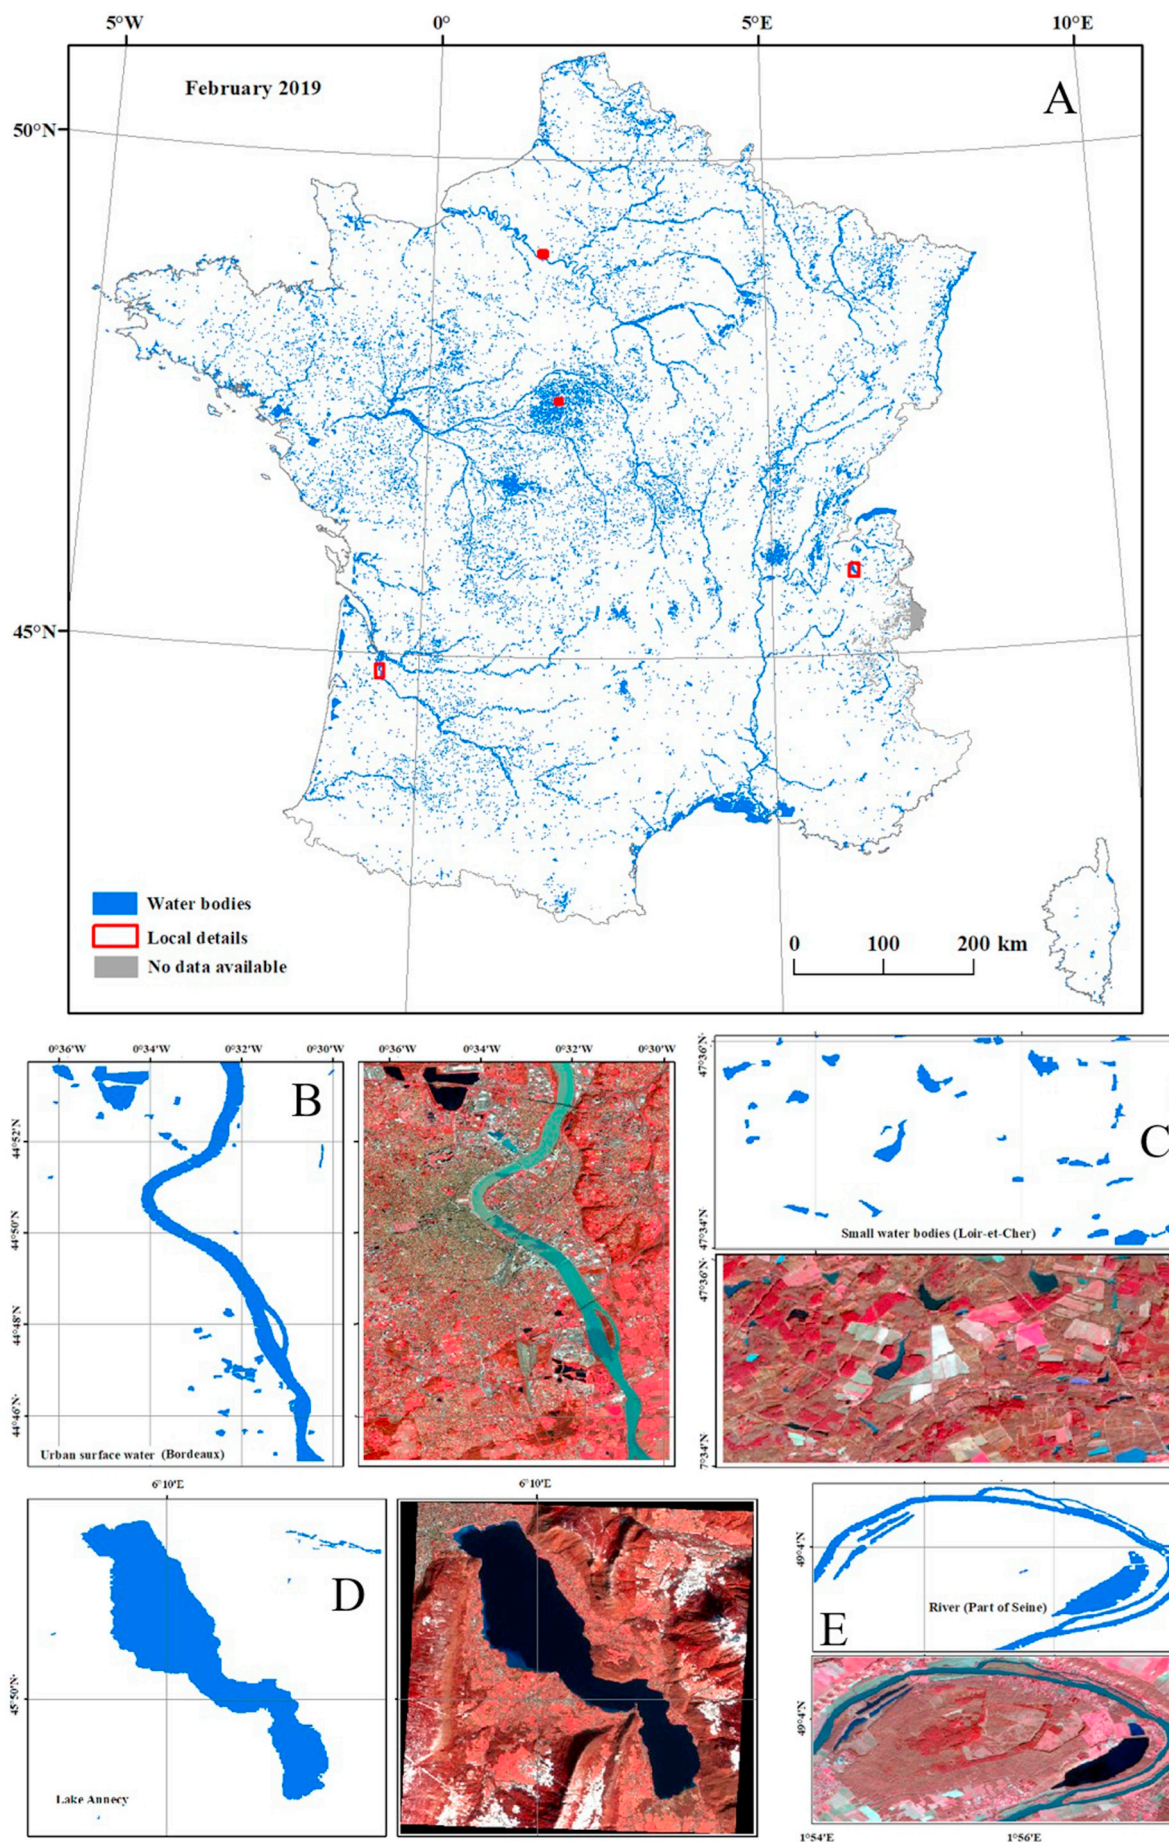 5°W 0° 5°E 10°E
February 2019
A
50°N
45°N
Water bodies
Local details
No data available
0 100 200 km
0°36'W 0°34'W 0°32'W 0°30'W
0°36'W 0°34'W 0°32'W 0°30'W
B
44°52'N
44°50'N
44°48'N
44°46'N
Urban surface water (Bordeaux)
47°36'N
C
47°34'N
Small water bodies (Loir-et-Cher)
47°36'N
7°34'N
6°10'E
6°10'E
D
45°50'N
Lake Annecy
49°4'N
River (Part of Seine)
E
49°4'N
1°54'E 1°56'E